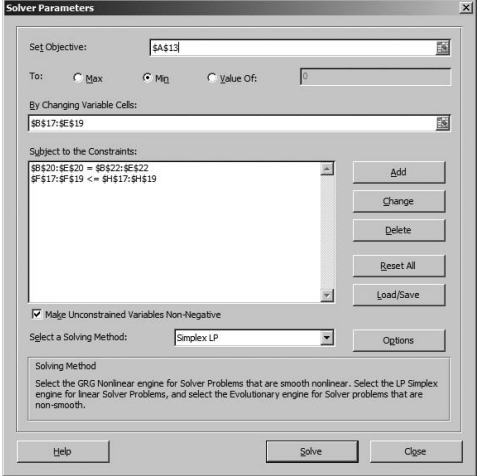 Solver Parameters
Set Objective: $A$13
To: Max Min Value Of: 0
By Changing Variable Cells:
$B$17:$E$19
Subject to the Constraints:
$B$20:$E$20 = $B$22:$E$22
$F$17:$F$19 <= $H$17:$H$19
Add
Change
Delete
Reset All
Load/Save
Make Unconstrained Variables Non-Negative
Select a Solving Method: Simplex LP Options
Solving Method
Select the GRG Nonlinear engine for Solver Problems that are smooth nonlinear. Select the LP Simplex
engine for linear Solver Problems, and select the Evolutionary engine for Solver problems that are
non-smooth.
Help Solve Close